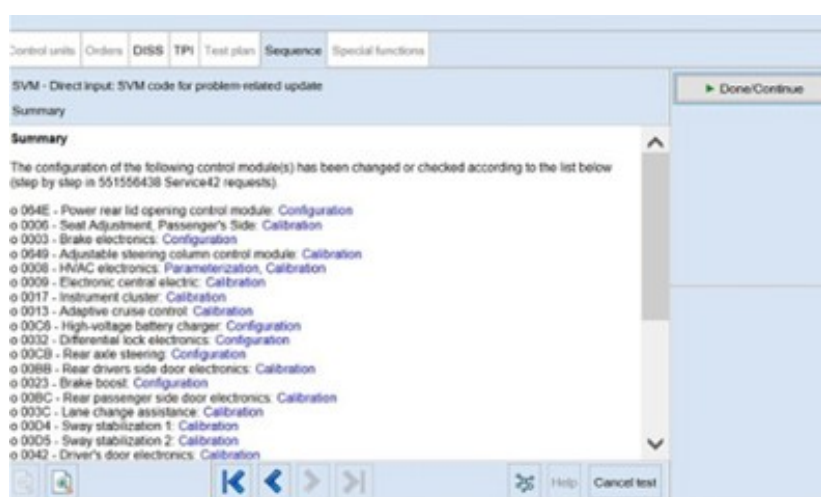 Control units Orders DISS TPI Test plan Sequence Special functions
SVM - Direct input: SVM code for problem-related update
Done/Continue
Summary
Summary
The configuration of the following control module(s) has been changed or checked according to the list below
(step by step in 551556438 Service42 requests).
o 064E - Power rear lid opening control module: Configuration
o 0006 - Seat Adjustment, Passenger's Side: Calibration
o 0003 - Brake electronics: Configuration
o 0649 - Adjustable steering column control module: Calibration
o 0008 - HVAC electronics: Parameterization, Calibration
o 0009 - Electronic central electric: Calibration
o 0017 - Instrument cluster: Calibration
o 0013 - Adaptive cruise control: Calibration
o 00C6 - High-voltage battery charger: Configuration
o 0032 - Differential lock electronics: Configuration
o 00CB - Rear axle steering: Configuration
o 00BB - Rear drivers side door electronics: Calibration
o 0023 - Brake boost: Configuration
o 00BC - Rear passenger side door electronics: Calibration
o 003C - Lane change assistance: Calibration
o 00D4 - Sway stabilization 1: Calibration
o 00D5 - Sway stabilization 2: Calibration
o 0042 - Driver's door electronics: Calibration
Help Cancel test